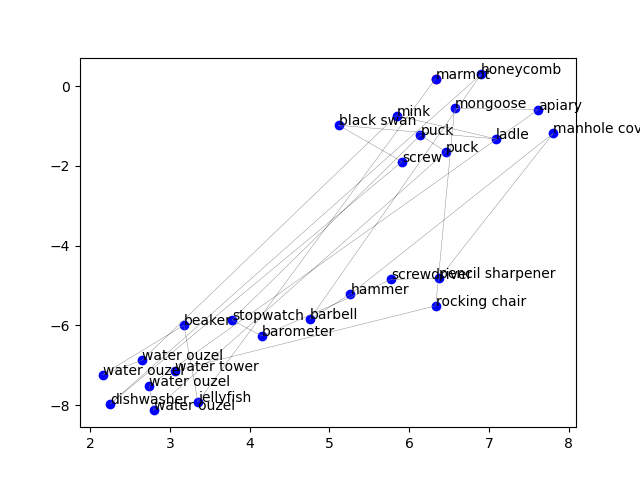 honeycomb
marmot
mongoose
apiary
mink
black swan
puck
manhole cov
ladle
puck
screw
screwdriver
pencil sharpener
hammer
rocking chair
barbell
stopwatch
beaker
barometer
water ouzel
water tower
water ouzel
water ouzel
jellyfish
dishwasher
water ouzel
0
−2
−4
−6
−8
2 3 4 5 6 7 8